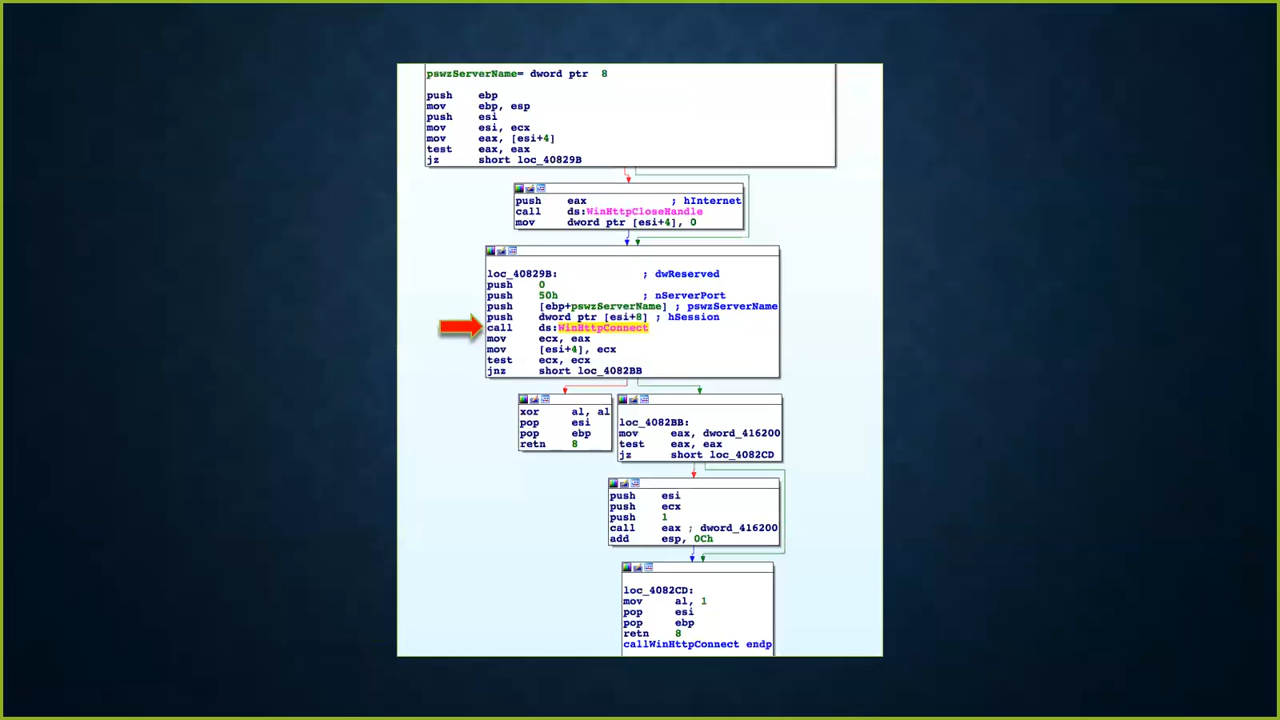 pswzServerName= dword ptr  8
push    ebp
mov     ebp, esp
push    esi
mov     esi, ecx
mov     eax, [esi+4]
test    eax, eax
jz      short loc_40829B
push    eax             ; hInternet
call    ds:WinHttpCloseHandle
mov     dword ptr [esi+4], 0
loc_40829B:             ; dwReserved
push    0
push    50h             ; nServerPort
push    [ebp+pswzServerName] ; pswzServerName
push    dword ptr [esi+8] ; hSession
call    ds:WinHttpConnect
mov     ecx, eax
mov     [esi+4], ecx
test    ecx, ecx
jnz     short loc_4082BB
xor     al, al
pop     esi
pop     ebp
retn    8
loc_4082BB:
mov     eax, dword_416200
test    eax, eax
jz      short loc_4082CD
push    esi
push    ecx
push    1
call    eax ; dword_416200
add     esp, 0Ch
loc_4082CD:
mov     al, 1
pop     esi
pop     ebp
retn    8
callWinHttpConnect endp